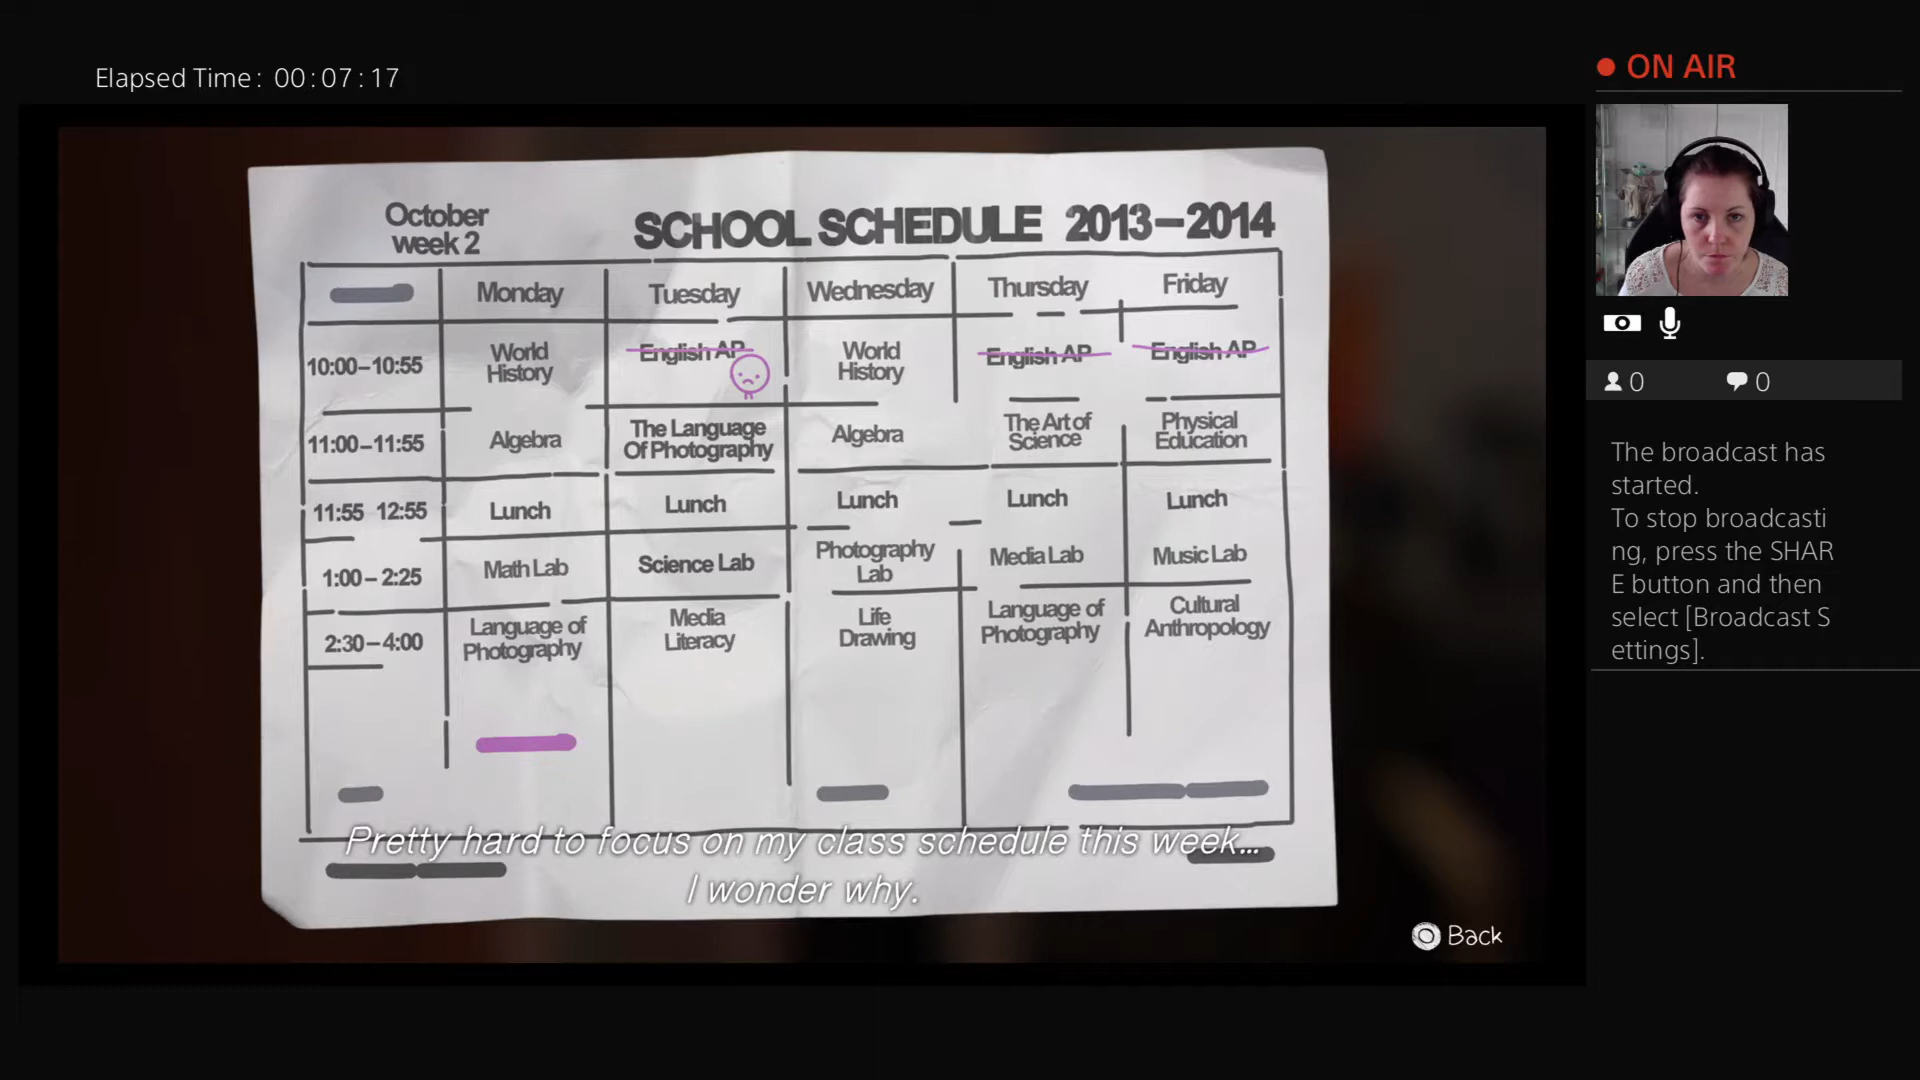 Elapsed Time: 00:07:17
ON AIR
October
week 2
SCHOOL SCHEDULE 2013-2014
Monday Tuesday Wednesday Thursday Friday
10:00-10:55 World History English AP World History English AP English AP
11:00-11:55 Algebra The Language Of Photography Algebra The Art of Science Physical Education
11:55 12:55 Lunch Lunch Lunch Lunch Lunch
1:00-2:25 Math Lab Science Lab Photography Lab Media Lab Music Lab
2:30-4:00 Language of Photography Media Literacy Life Drawing Language of Photography Cultural Anthropology
Pretty hard to focus on my class schedule this week...
I wonder why.
Back
0 0
The broadcast has
started.
To stop broadcasti
ng, press the SHAR
E button and then
select [Broadcast S
ettings].